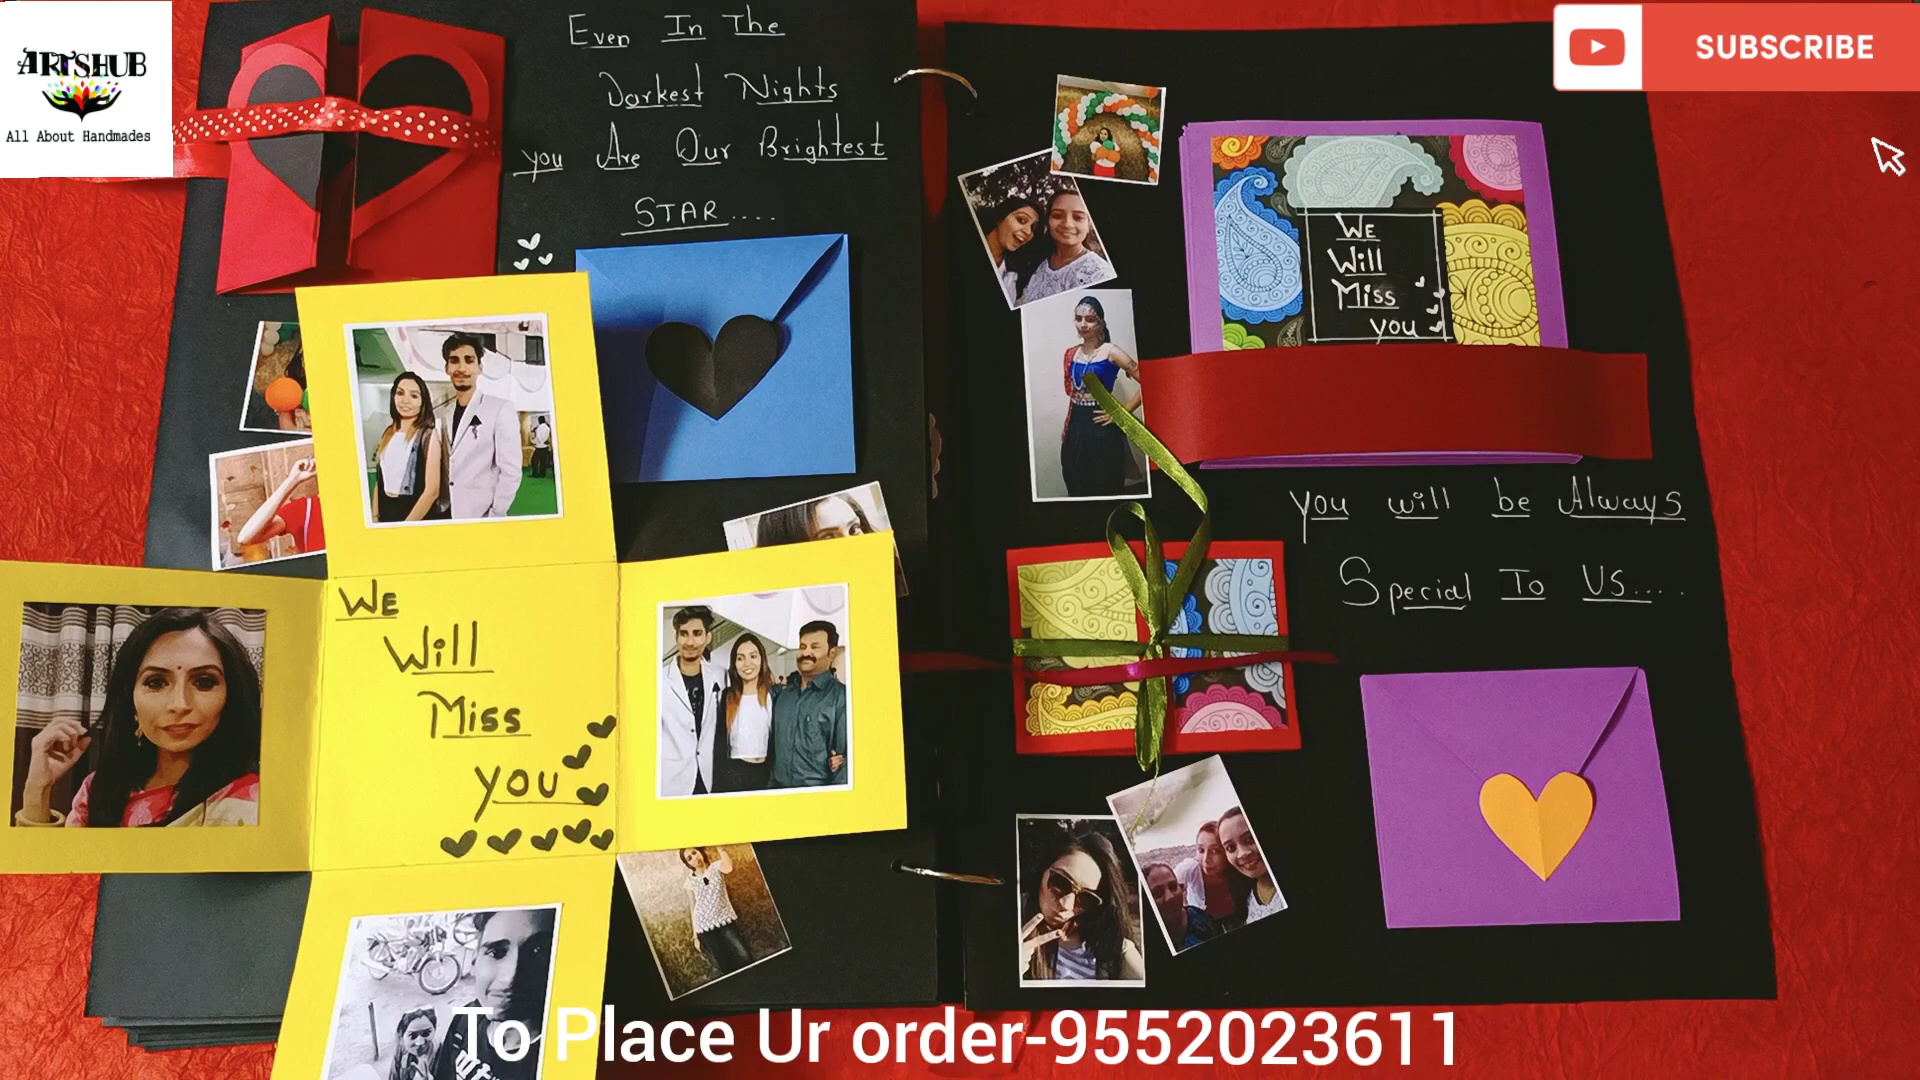 ARTSHUB
All About Handmades
SUBSCRIBE
Even In The
Darkest Nights
you Are Our Brightest
STAR....
We
Will
Miss
you
you will be Always
Special To US....
We
Will
Miss
you
To Place Ur order-9552023611